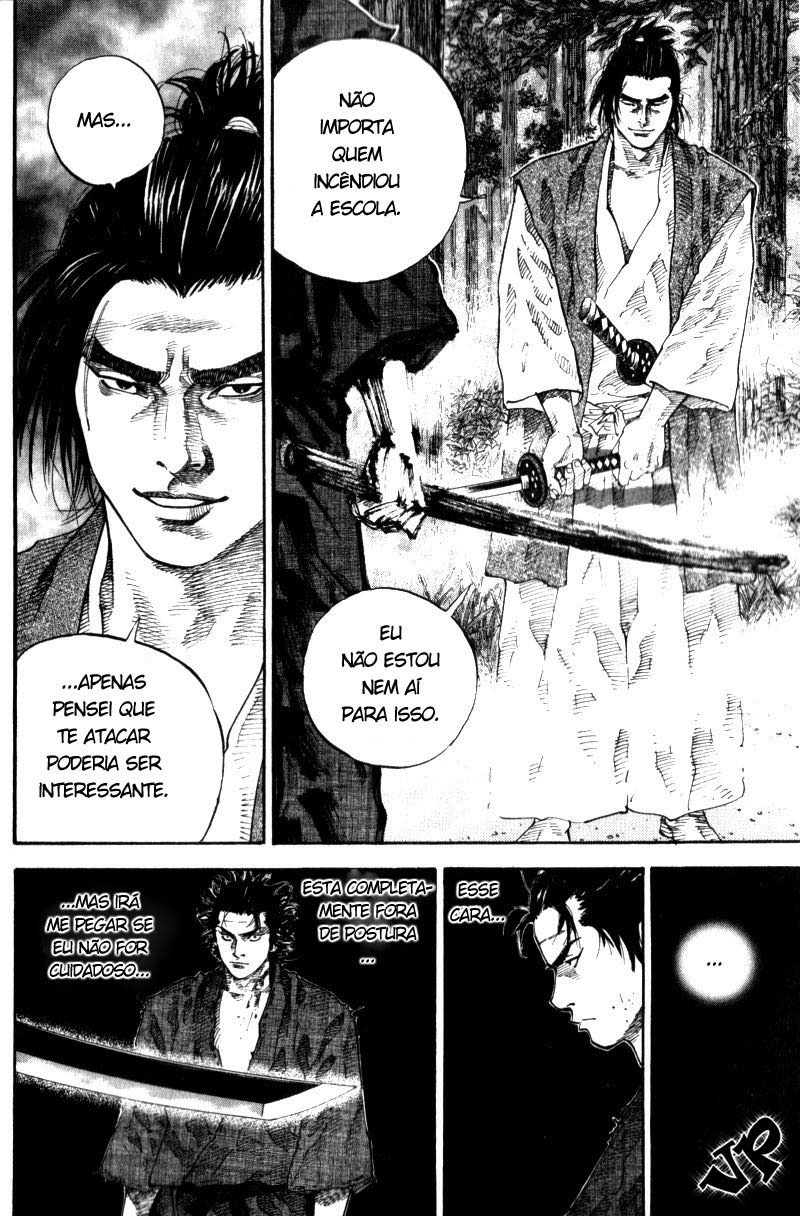 NÃO
IMPORTA
QUEM
INCÊNDIOU
A ESCOLA.
EU
NÃO ESTOU
NEM AÍ
PARA ISSO.
MAS...
...APENAS
PENSEI QUE
TE ATACAR
PODERIA SER
INTERESSANTE.
...
ESSE
CARA...
ESTA COMPLETA-
MENTE FORA
DE POSTURA
...
...MAS IRÁ
ME PEGAR SE
EU NÃO FOR
CUIDADOSO...
VP